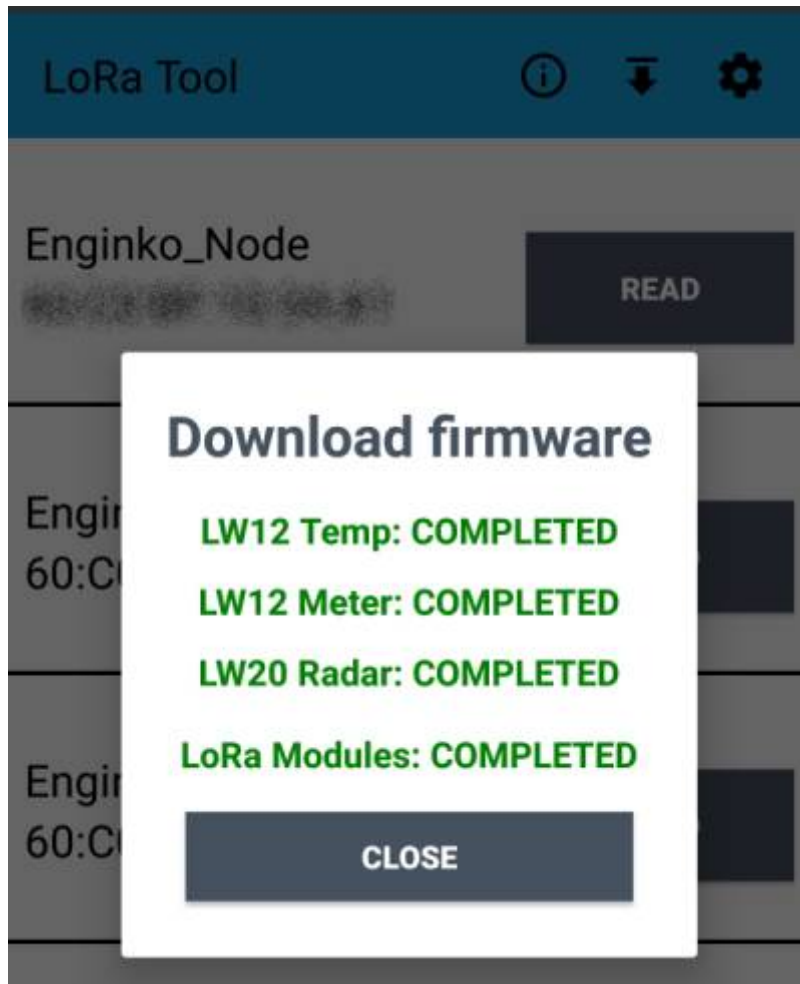 LoRa Tool
Enginko_Node
READ
Download firmware
LW12 Temp: COMPLETED
LW12 Meter: COMPLETED
LW20 Radar: COMPLETED
LoRa Modules: COMPLETED
CLOSE